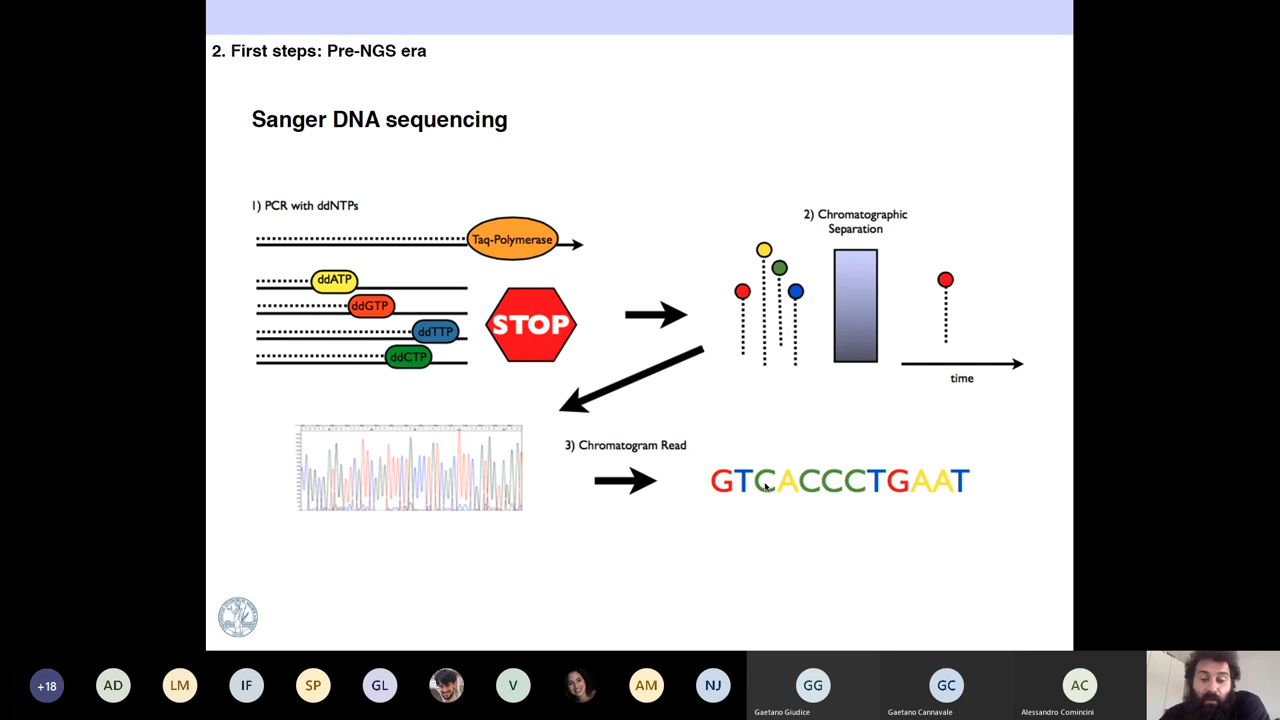 2. First steps: Pre-NGS era
Sanger DNA sequencing
1) PCR with ddNTPs
Taq-Polymerase
ddATP
ddGTP
ddTTP
ddCTP
STOP
2) Chromatographic
Separation
time
3) Chromatogram Read
GTCACCCTGAAT
+18
AD
LM
IF
SP
GL
V
AM
NJ
GG
GC
AC
Gaetano Giudice
Gaetano Cannavale
Alessandro Comincini